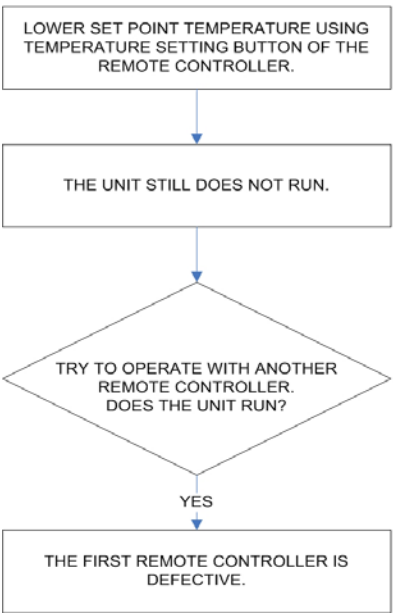 LOWER SET POINT TEMPERATURE USING
TEMPERATURE SETTING BUTTON OF THE
REMOTE CONTROLLER.
THE UNIT STILL DOES NOT RUN.
TRY TO OPERATE WITH ANOTHER
REMOTE CONTROLLER.
DOES THE UNIT RUN?
YES
THE FIRST REMOTE CONTROLLER IS
DEFECTIVE.